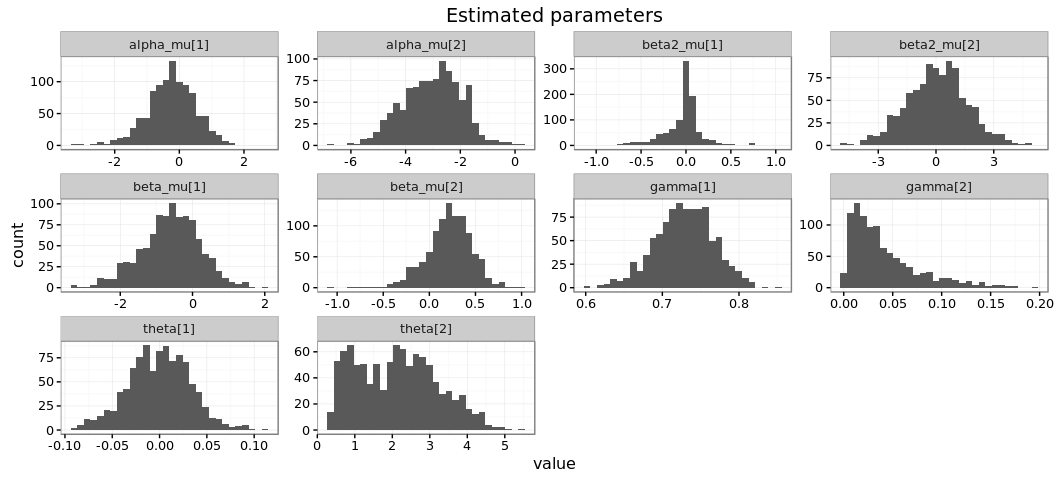 Estimated parameters
alpha_mu[1] alpha_mu[2] beta2_mu[1] beta2_mu[2]
100
50
0
-2 0 2
100
75
50
25
0
-6 -4 -2 0
300
200
100
0
-1.0 -0.5 0.0 0.5 1.0
75
50
25
0
-3 0 3
beta_mu[1] beta_mu[2] gamma[1] gamma[2]
100
75
50
25
0
-2 0 2
100
50
0
-1.0 -0.5 0.0 0.5 1.0
75
50
25
0
0.6 0.7 0.8
100
50
0
0.00 0.05 0.10 0.15 0.20
theta[1] theta[2]
75
50
25
0
-0.10 -0.05 0.00 0.05 0.10
60
40
20
0
0 1 2 3 4 5
count
value